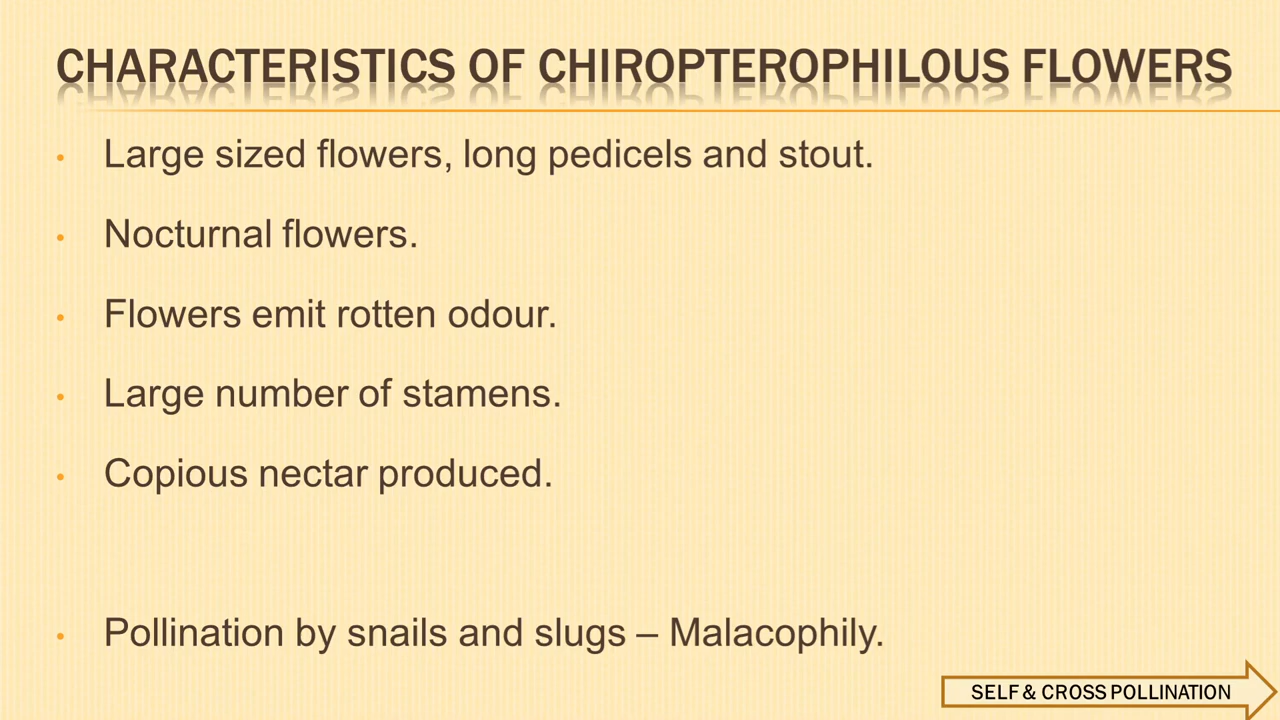 CHARACTERISTICS OF CHIROPTEROPHILOUS FLOWERS
• Large sized flowers, long pedicels and stout.
• Nocturnal flowers.
• Flowers emit rotten odour.
• Large number of stamens.
• Copious nectar produced.
• Pollination by snails and slugs – Malacophily.
SELF & CROSS POLLINATION